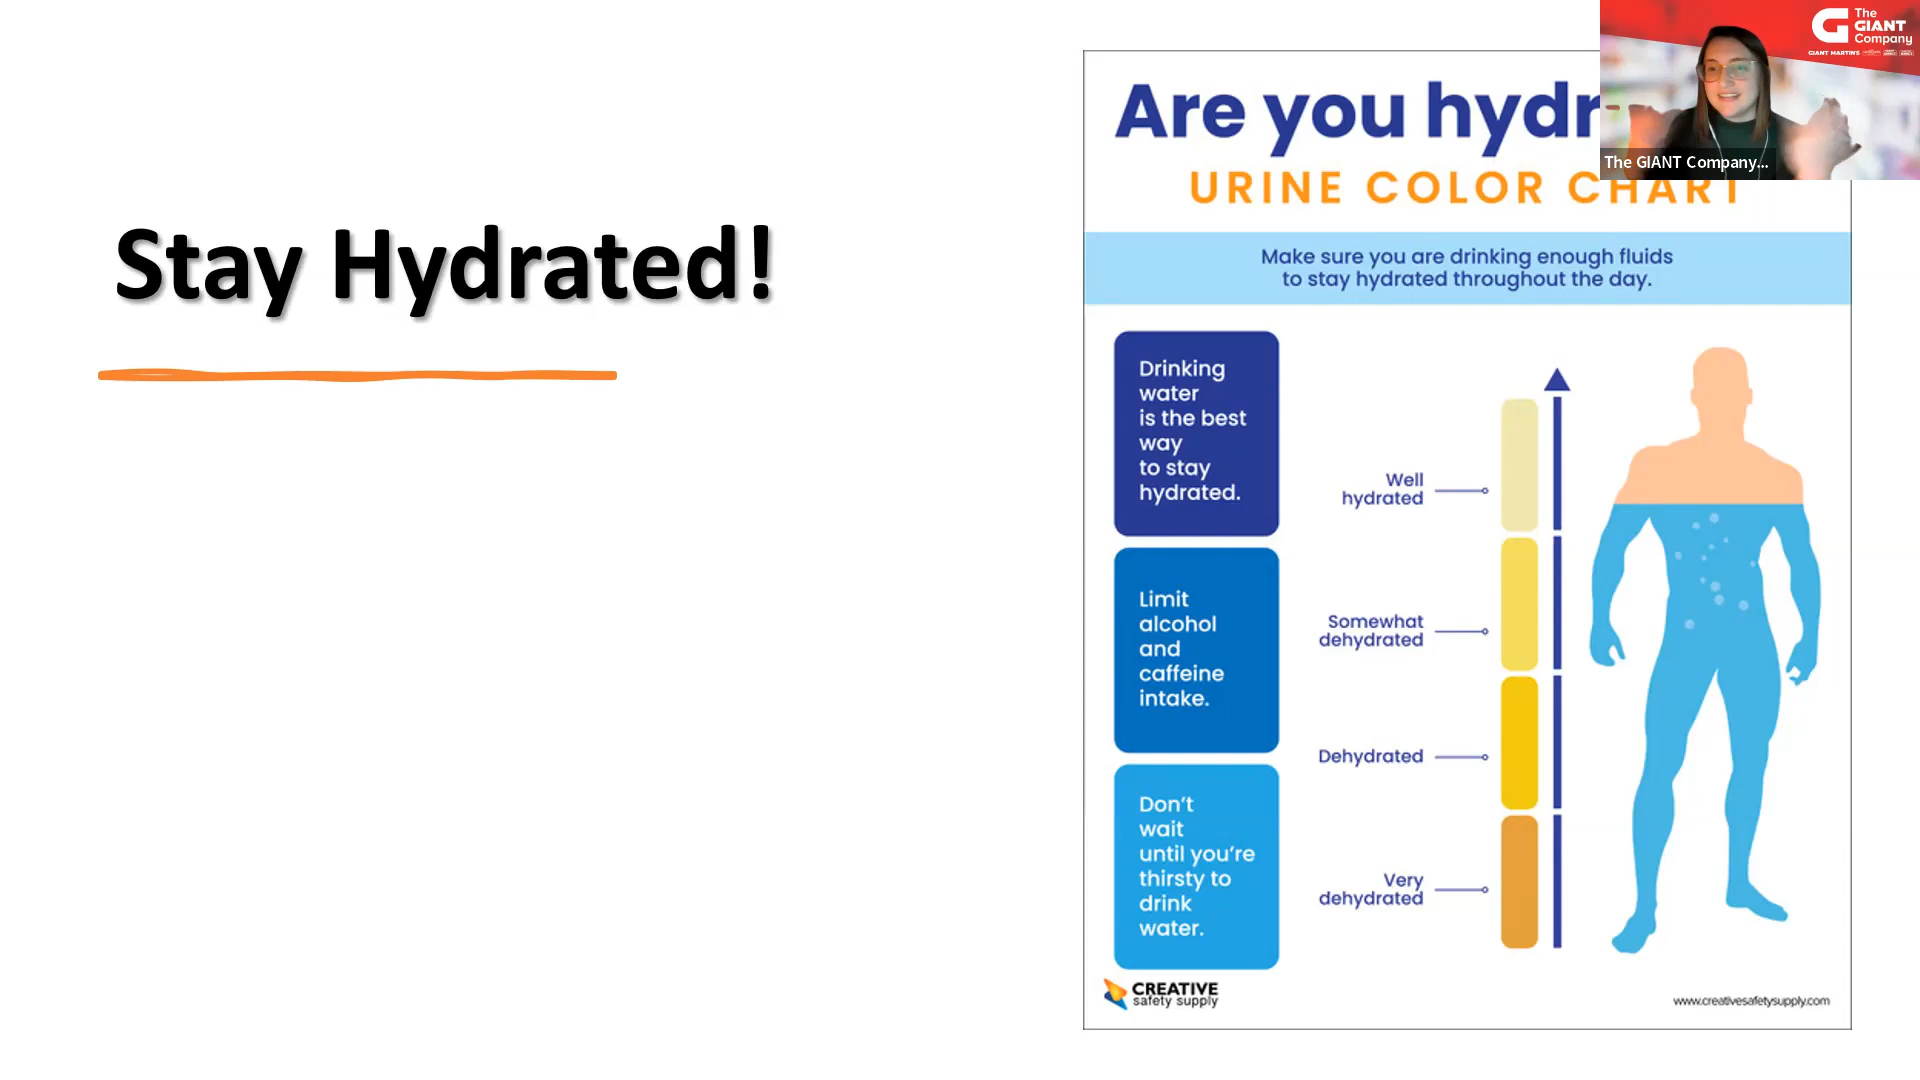 Stay Hydrated!
The
GIANT
Company
GIANT MARTIN'S
The GIANT Company...
Are you hydr
URINE COLOR CHART
Make sure you are drinking enough fluids
to stay hydrated throughout the day.
Drinking
water
is the best
way
to stay
hydrated.
Limit
alcohol
and
caffeine
intake.
Don't
wait
until you're
thirsty to
drink
water.
Well
hydrated
Somewhat
dehydrated
Dehydrated
Very
dehydrated
CREATIVE
safety supply
www.creativesafetysupply.com